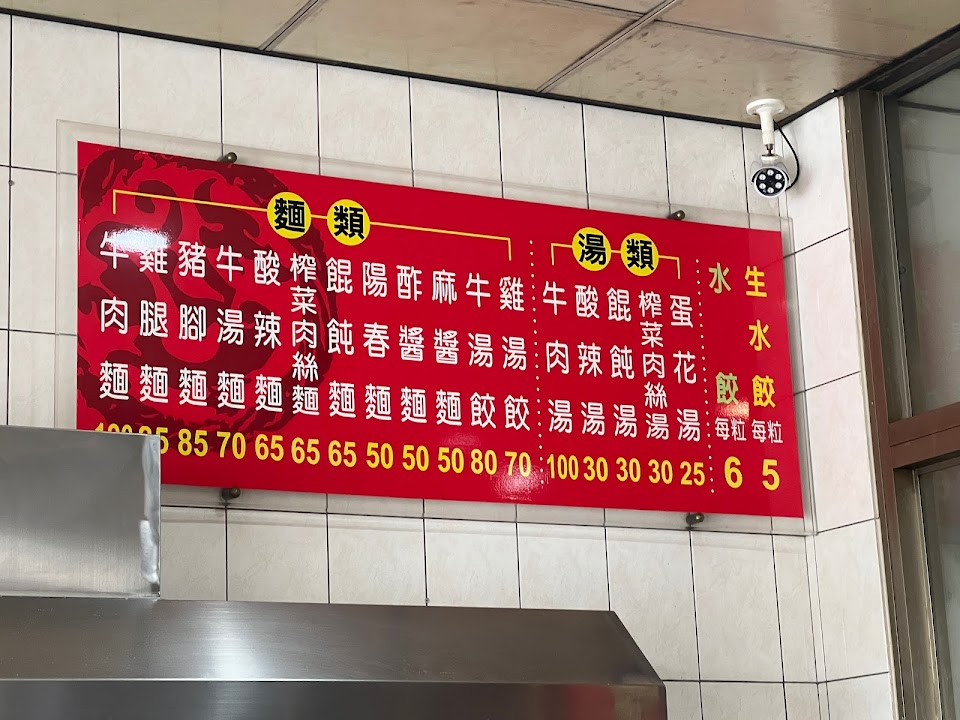 麵類
牛肉麵 100
雞腿麵
豬腳麵 85
牛湯麵 70
酸辣麵 65
榨菜肉絲麵 65
餛飩麵 65
陽春麵 50
酢醬麵 50
麻醬麵 50
牛湯餃 80
雞湯餃 70
湯類
牛肉湯 100
酸辣湯 30
餛飩湯 30
榨菜肉絲湯 30
蛋花湯 25
水餃 每粒 6
生水餃 每粒 5